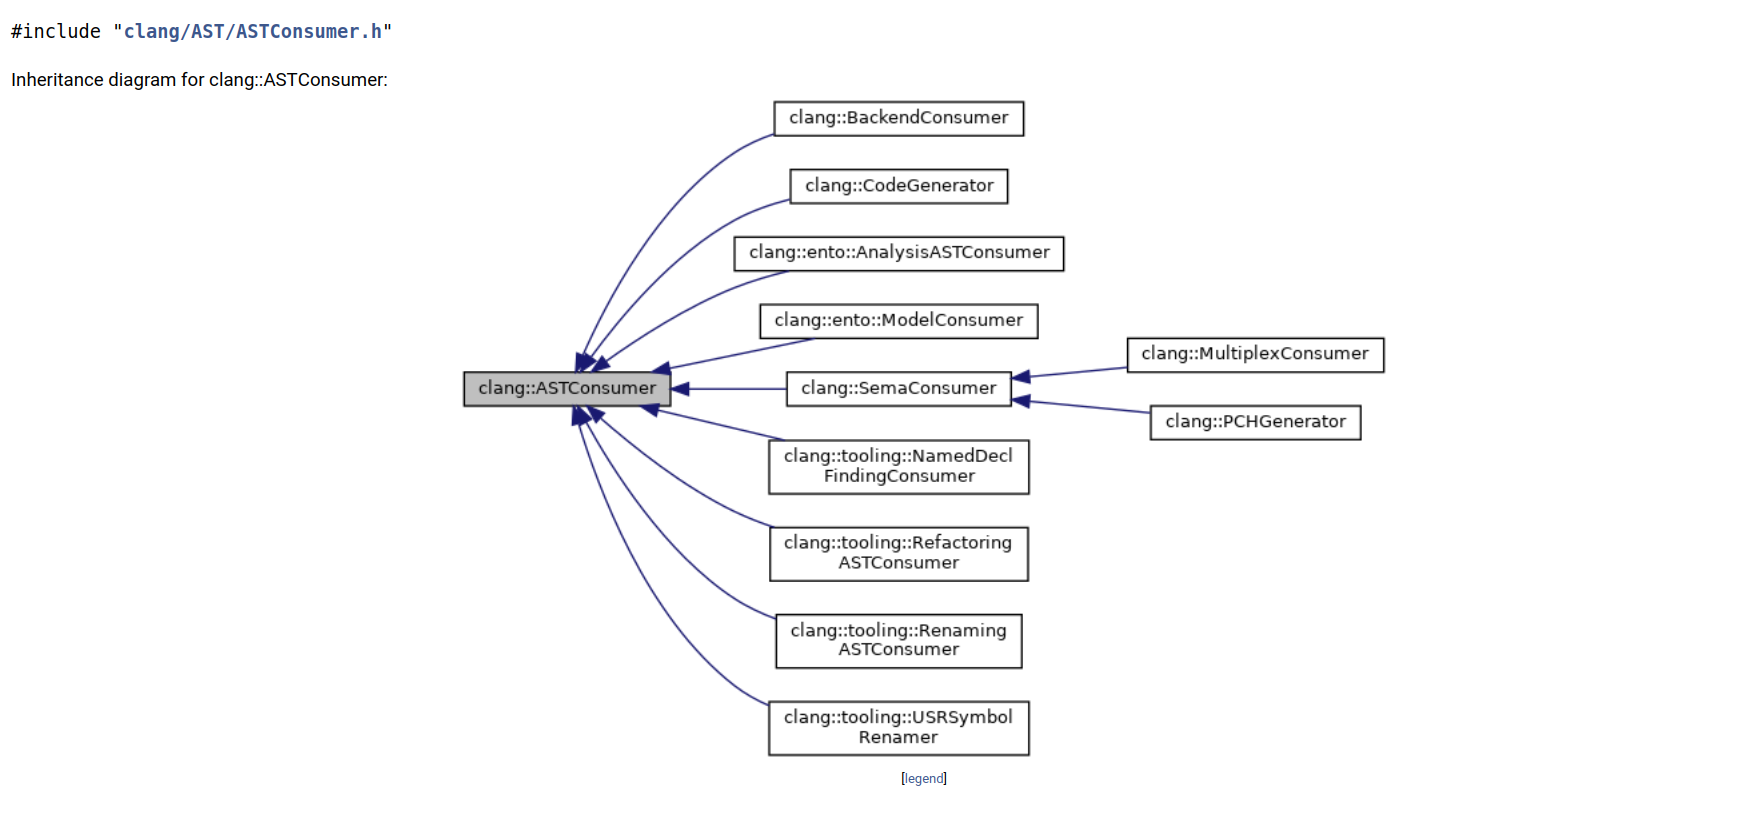 #include "clang/AST/ASTConsumer.h"
Inheritance diagram for clang::ASTConsumer:
clang::BackendConsumer
clang::CodeGenerator
clang::ento::AnalysisASTConsumer
clang::ento::ModelConsumer
clang::MultiplexConsumer
clang::ASTConsumer
clang::SemaConsumer
clang::PCHGenerator
clang::tooling::NamedDecl
FindingConsumer
clang::tooling::Refactoring
ASTConsumer
clang::tooling::Renaming
ASTConsumer
clang::tooling::USRSymbol
Renamer
[legend]